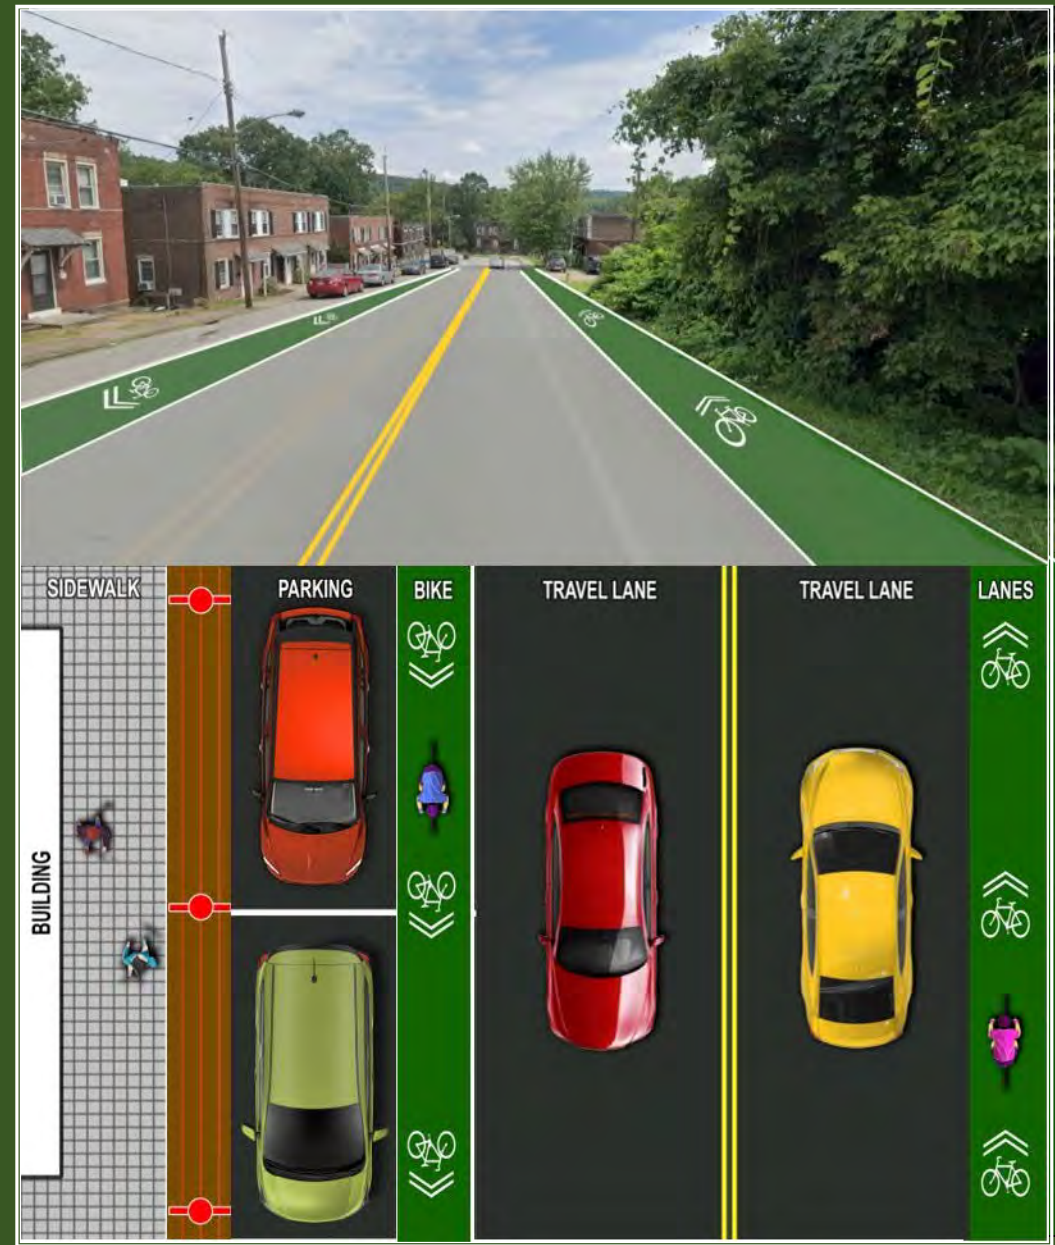 SIDEWALK
PARKING
BIKE
TRAVEL LANE
TRAVEL LANE
LANES
BUILDING